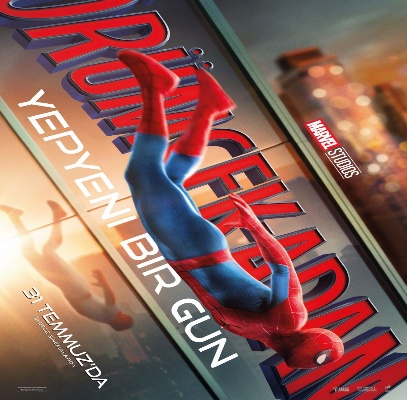 ÖRÜMCEK ADAM
YEPYENİ BİR GÜN
MARVEL STUDIOS
31 TEMMUZ'DA